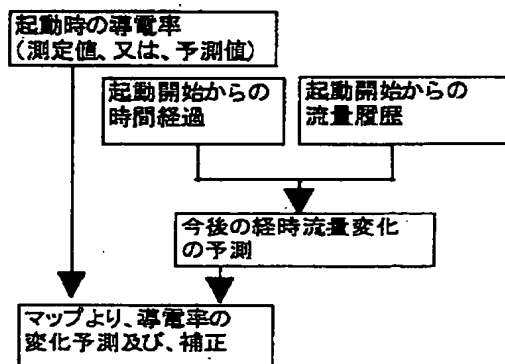 起動時の導電率
(測定値、又は、予測値)
起動開始からの
時間経過
起動開始からの
流量履歴
今後の経時流量変化
の予測
マップより、導電率の
変化予測及び、補正